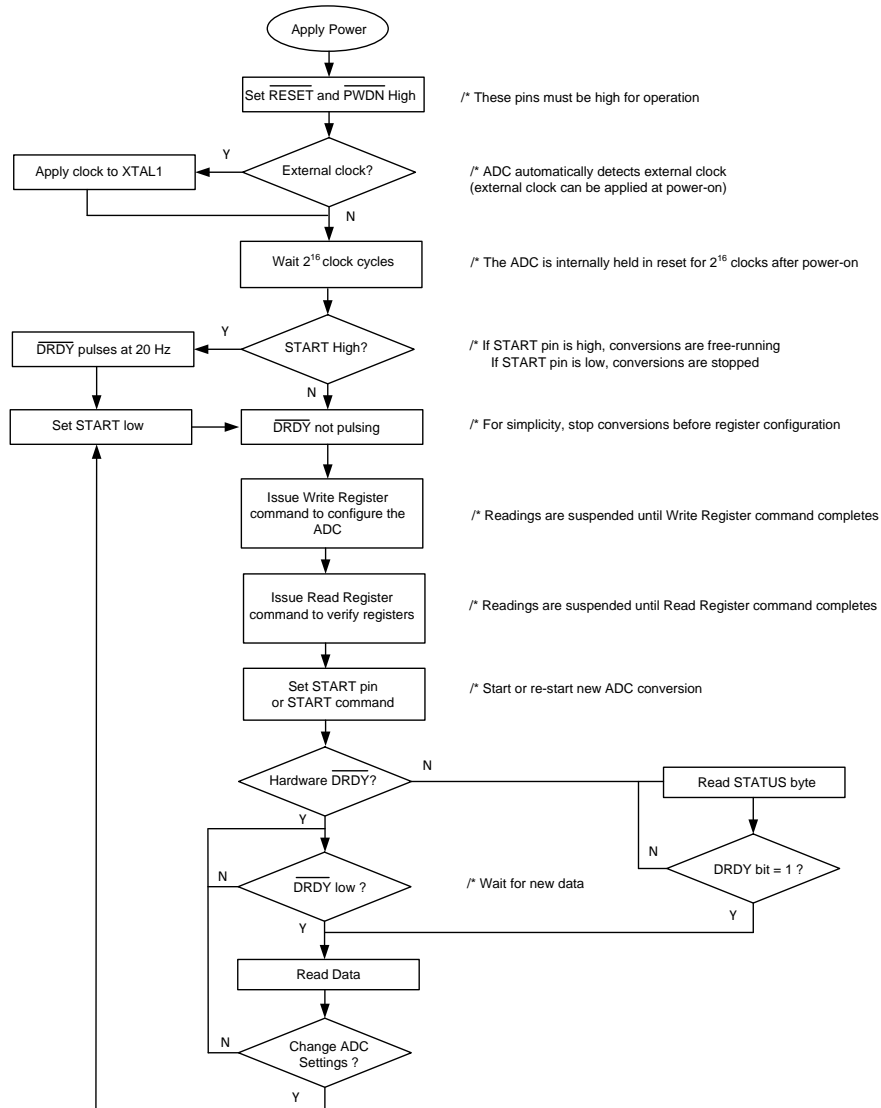 Apply Power
Set RESET and PWDN High
/* These pins must be high for operation
Y
External clock?
Apply clock to XTAL1
/* ADC automatically detects external clock
(external clock can be applied at power-on)
N
Wait 2¹⁶ clock cycles
/* The ADC is internally held in reset for 2¹⁶ clocks after power-on
Y
START High?
DRDY pulses at 20 Hz
/* If START pin is high, conversions are free-running
If START pin is low, conversions are stopped
N
Set START low
DRDY not pulsing
/* For simplicity, stop conversions before register configuration
Issue Write Register
command to configure the
ADC
/* Readings are suspended until Write Register command completes
Issue Read Register
command to verify registers
/* Readings are suspended until Read Register command completes
Set START pin
or START command
/* Start or re-start new ADC conversion
Hardware DRDY?
N
Read STATUS byte
Y
N
DRDY low ?
/* Wait for new data
N
DRDY bit = 1 ?
Y
Y
Read Data
N
Change ADC
Settings ?
Y